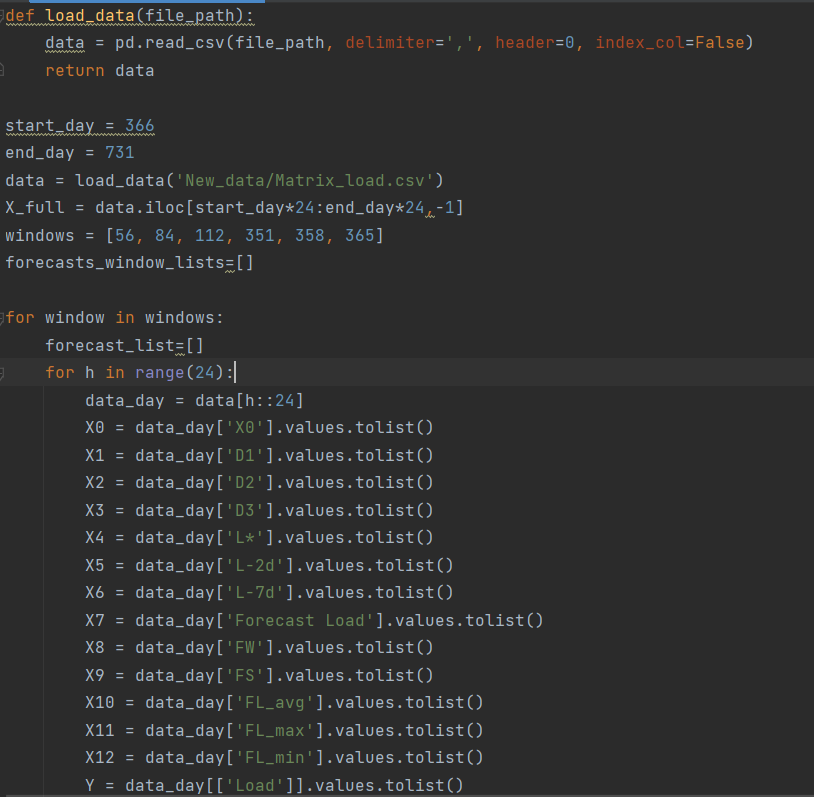 def load_data(file_path):
    data = pd.read_csv(file_path, delimiter=',', header=0, index_col=False)
    return data

start_day = 366
end_day = 731
data = load_data('New_data/Matrix_load.csv')
X_full = data.iloc[start_day*24:end_day*24,-1]
windows = [56, 84, 112, 351, 358, 365]
forecasts_window_lists=[]

for window in windows:
    forecast_list=[]
    for h in range(24):
        data_day = data[h::24]
        X0 = data_day['X0'].values.tolist()
        X1 = data_day['D1'].values.tolist()
        X2 = data_day['D2'].values.tolist()
        X3 = data_day['D3'].values.tolist()
        X4 = data_day['L*'].values.tolist()
        X5 = data_day['L-2d'].values.tolist()
        X6 = data_day['L-7d'].values.tolist()
        X7 = data_day['Forecast Load'].values.tolist()
        X8 = data_day['FW'].values.tolist()
        X9 = data_day['FS'].values.tolist()
        X10 = data_day['FL_avg'].values.tolist()
        X11 = data_day['FL_max'].values.tolist()
        X12 = data_day['FL_min'].values.tolist()
        Y = data_day[['Load']].values.tolist()